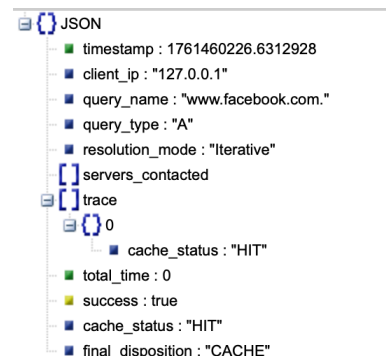 JSON
timestamp : 1761460226.6312928
client_ip : "127.0.0.1"
query_name : "www.facebook.com."
query_type : "A"
resolution_mode : "Iterative"
servers_contacted
trace
0
cache_status : "HIT"
total_time : 0
success : true
cache_status : "HIT"
final_disposition : "CACHE"